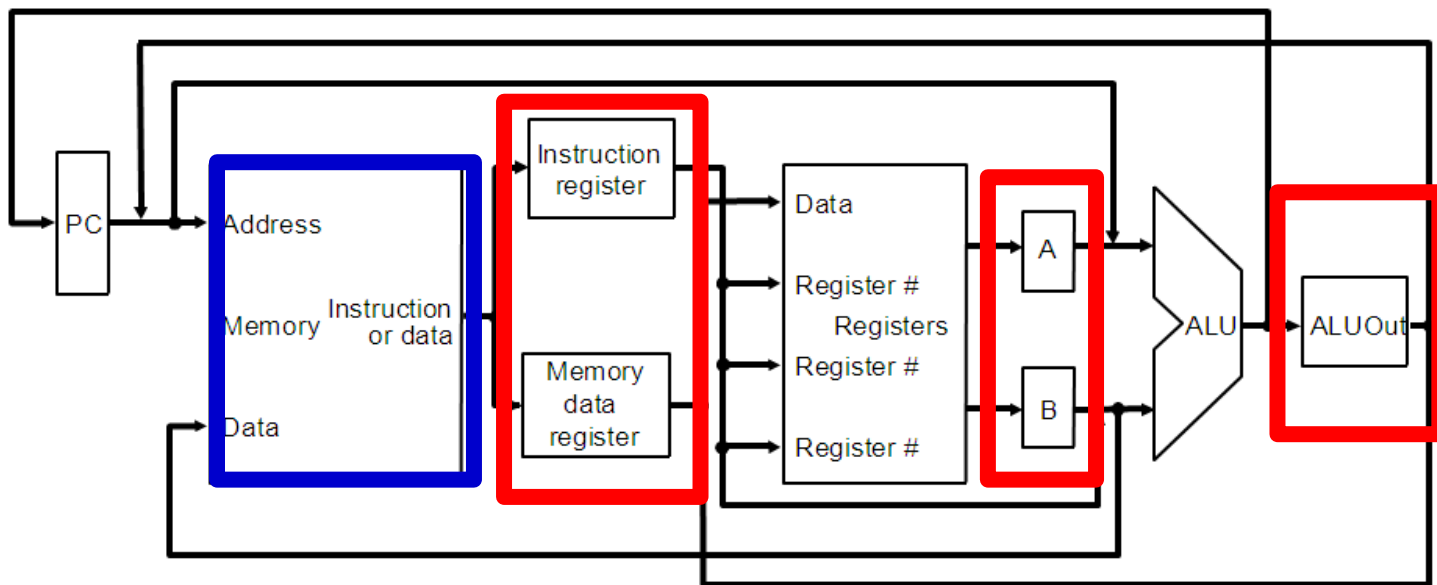 PC
Address
Memory
Instruction
or data
Data
Instruction
register
Memory
data
register
Data
Register #
Registers
Register #
Register #
A
B
ALU
ALUOut